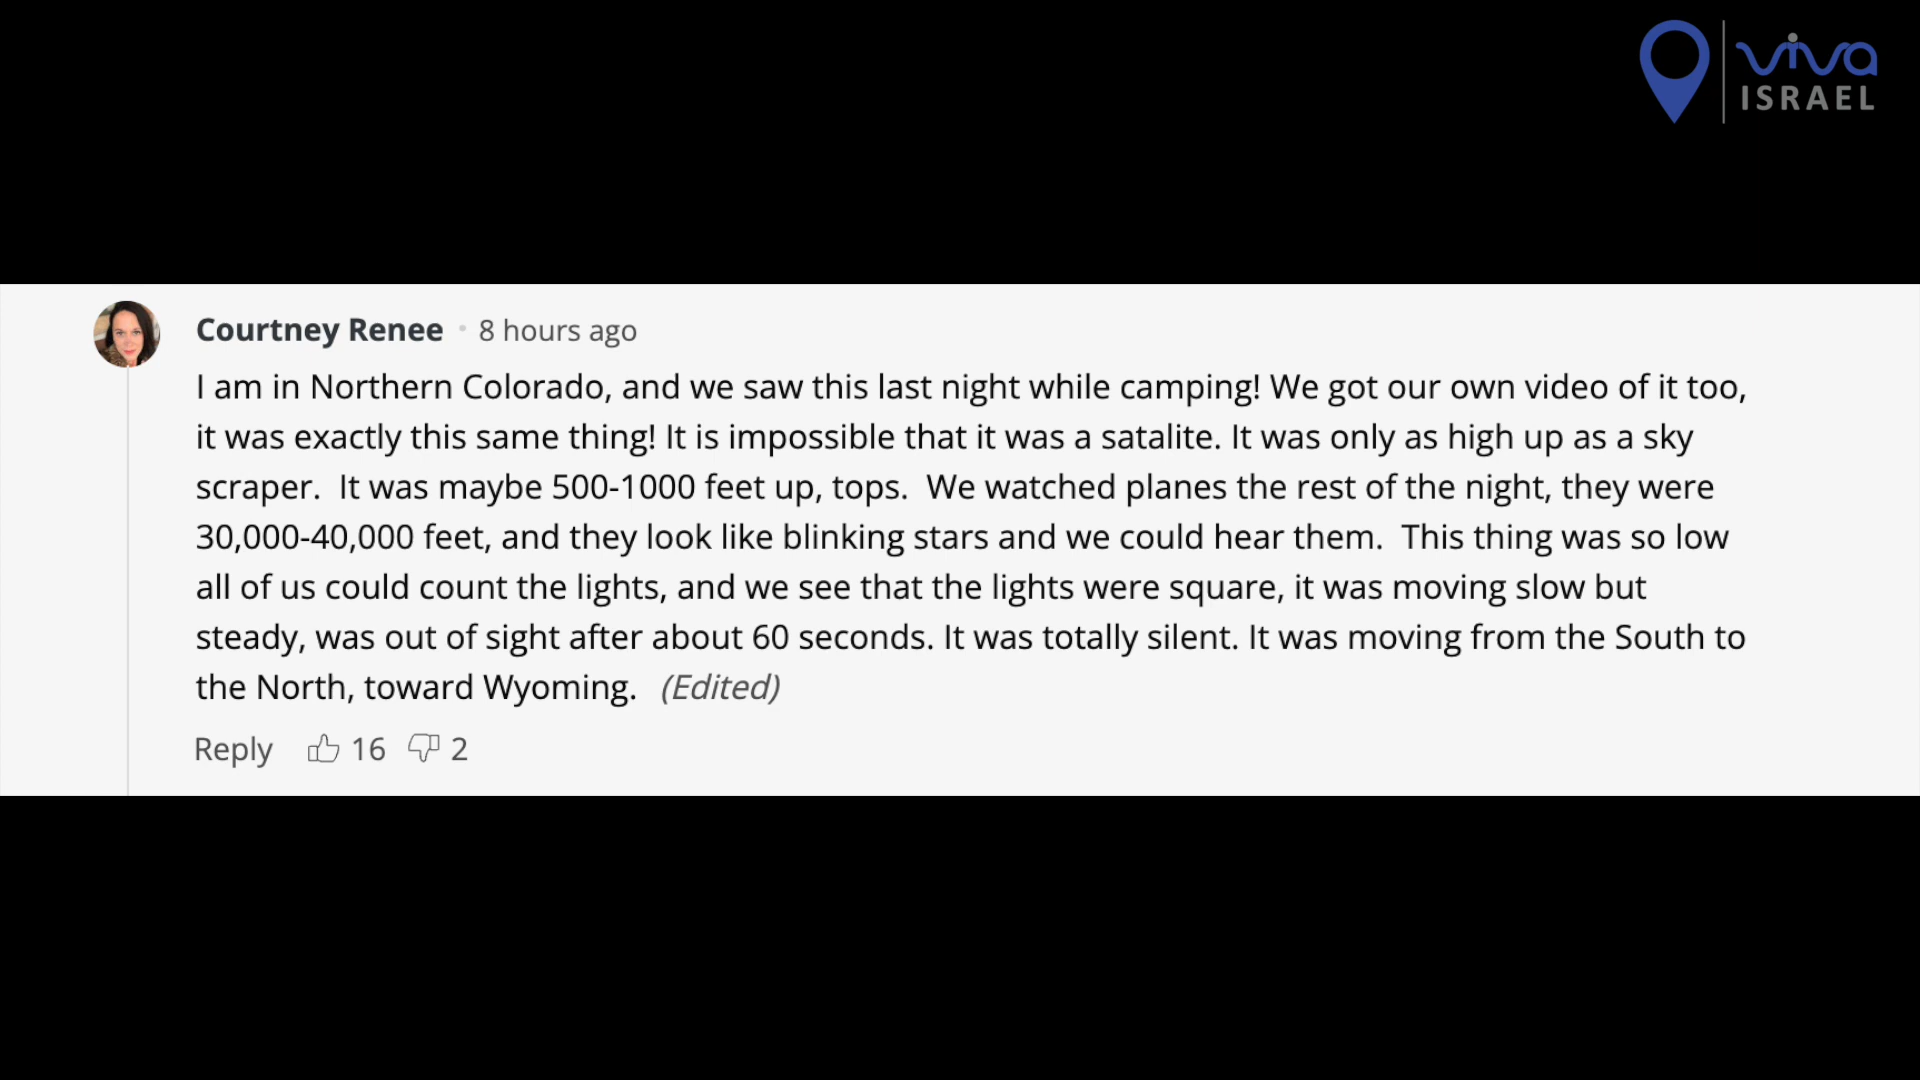 viva
ISRAEL
Courtney Renee • 8 hours ago
I am in Northern Colorado, and we saw this last night while camping! We got our own video of it too,
it was exactly this same thing! It is impossible that it was a satalite. It was only as high up as a sky
scraper.  It was maybe 500-1000 feet up, tops.  We watched planes the rest of the night, they were
30,000-40,000 feet, and they look like blinking stars and we could hear them.  This thing was so low
all of us could count the lights, and we see that the lights were square, it was moving slow but
steady, was out of sight after about 60 seconds. It was totally silent. It was moving from the South to
the North, toward Wyoming.  (Edited)
Reply 16 2